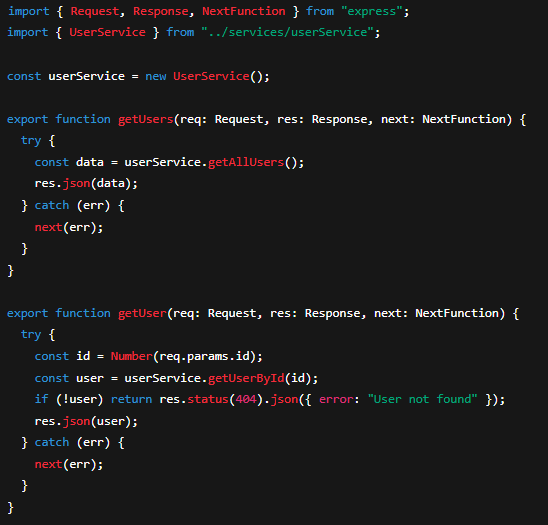 import { Request, Response, NextFunction } from "express";
import { UserService } from "../services/userService";

const userService = new UserService();

export function getUsers(req: Request, res: Response, next: NextFunction) {
  try {
    const data = userService.getAllUsers();
    res.json(data);
  } catch (err) {
    next(err);
  }
}

export function getUser(req: Request, res: Response, next: NextFunction) {
  try {
    const id = Number(req.params.id);
    const user = userService.getUserById(id);
    if (!user) return res.status(404).json({ error: "User not found" });
    res.json(user);
  } catch (err) {
    next(err);
  }
}